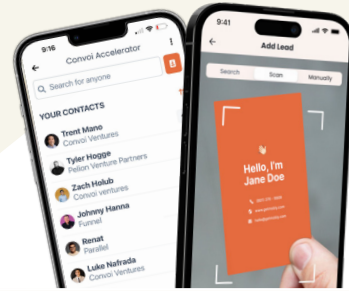 9:16
Convoi Accelerator
Search for anyone
YOUR CONTACTS
Trent Mano
Convoi Ventures
Tyler Hogge
Pelion Venture Partners
Zach Holub
Convoi ventures
Johnny Hanna
Funnel
Renat
Parallel
Luke Nafrada
Convoi Ventures
9:41
Add Lead
Search
Scan
Manually
Hello, I'm
Jane Doe